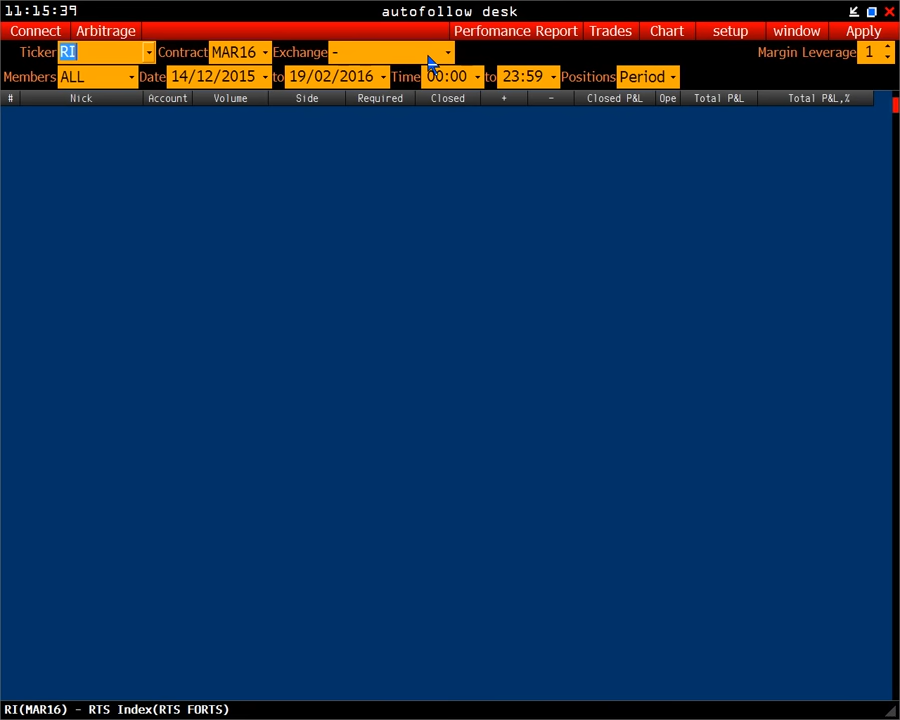 11:15:39 autofollow desk
Connect Arbitrage Perfomance Report Trades Chart setup window Apply
Ticker RI Contract MAR16 Exchange - Margin Leverage 1
Members ALL Date 14/12/2015 to 19/02/2016 Time 00:00 to 23:59 Positions Period
# Nick Account Volume Side Required Closed + - Closed P&L Ope Total P&L Total P&L,%
RI(MAR16) - RTS Index(RTS FORTS)